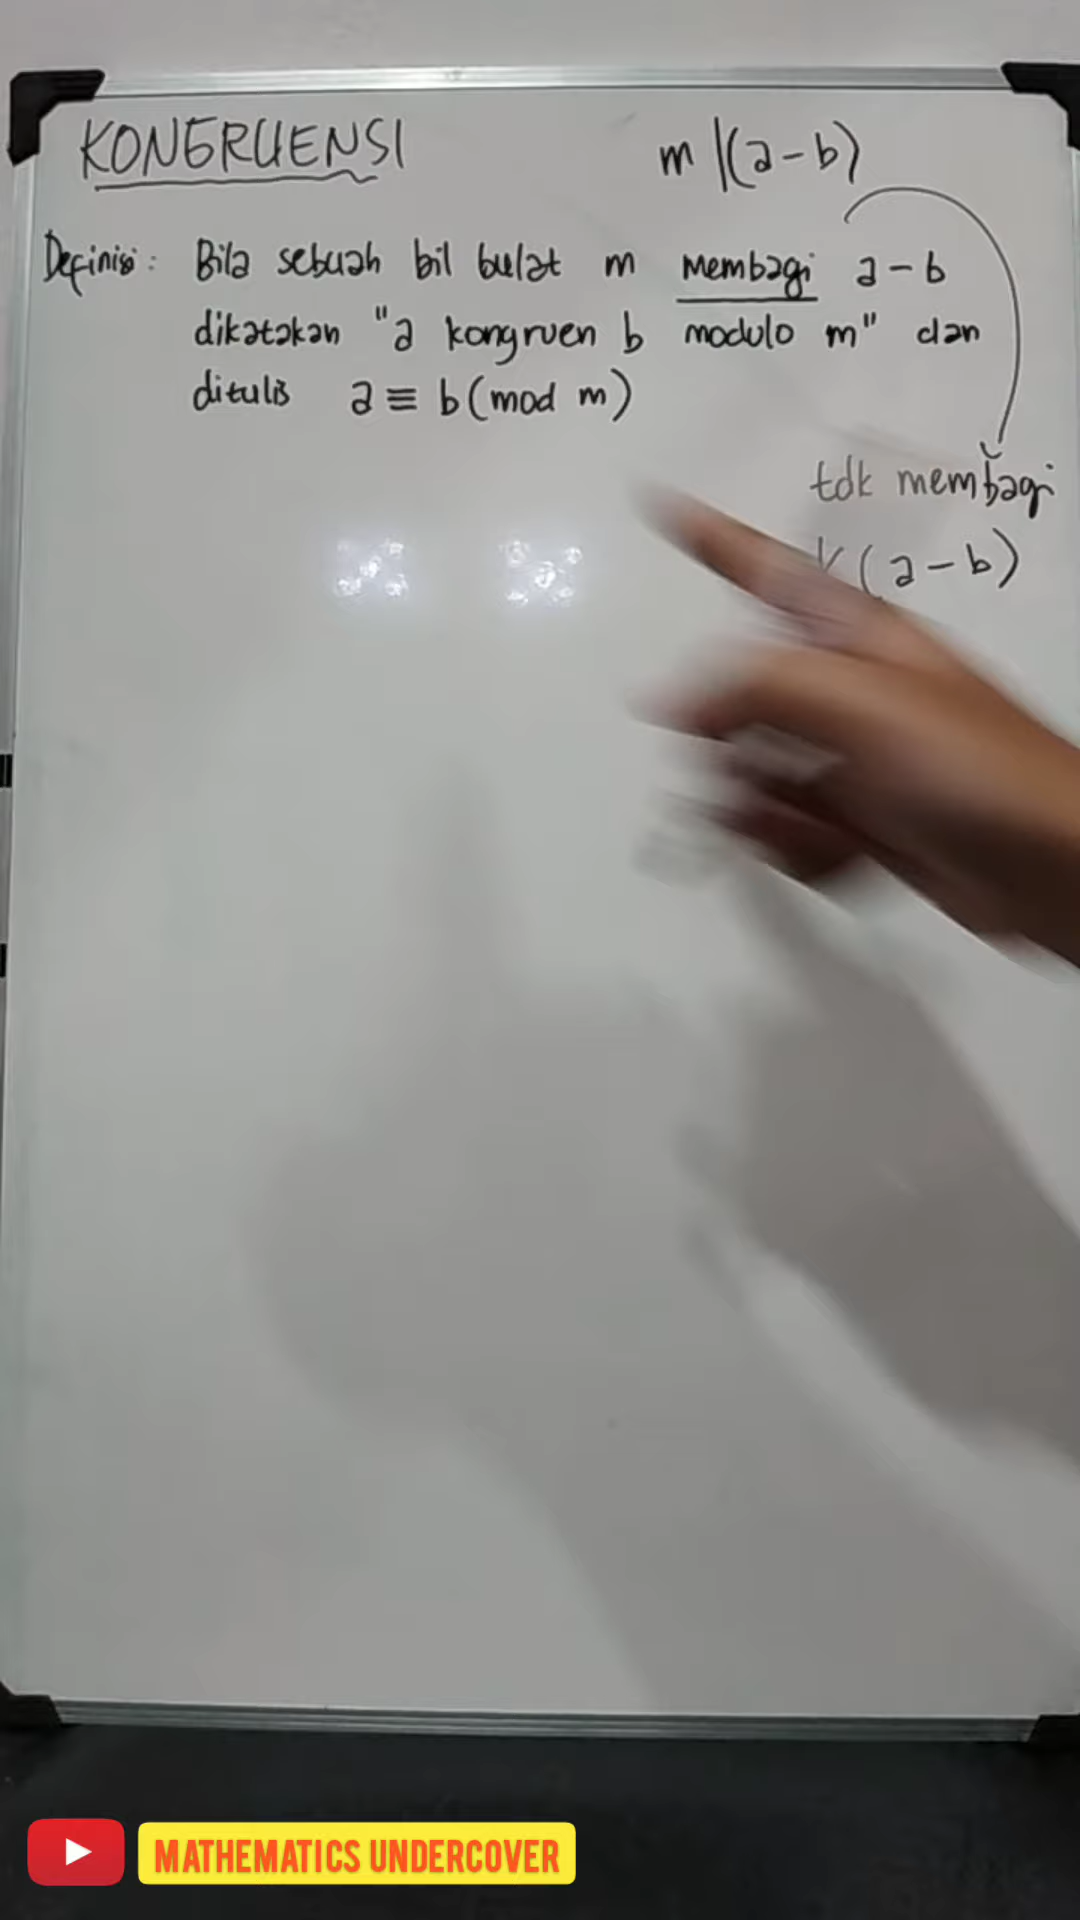 KONGRUENSI
m | (a - b)
Definisi : Bila sebuah bil bulat m membagi a - b
dikatakan "a kongruen b modulo m" dan
ditulis a ≡ b (mod m)
tdk membagi
(a - b)
MATHEMATICS UNDERCOVER